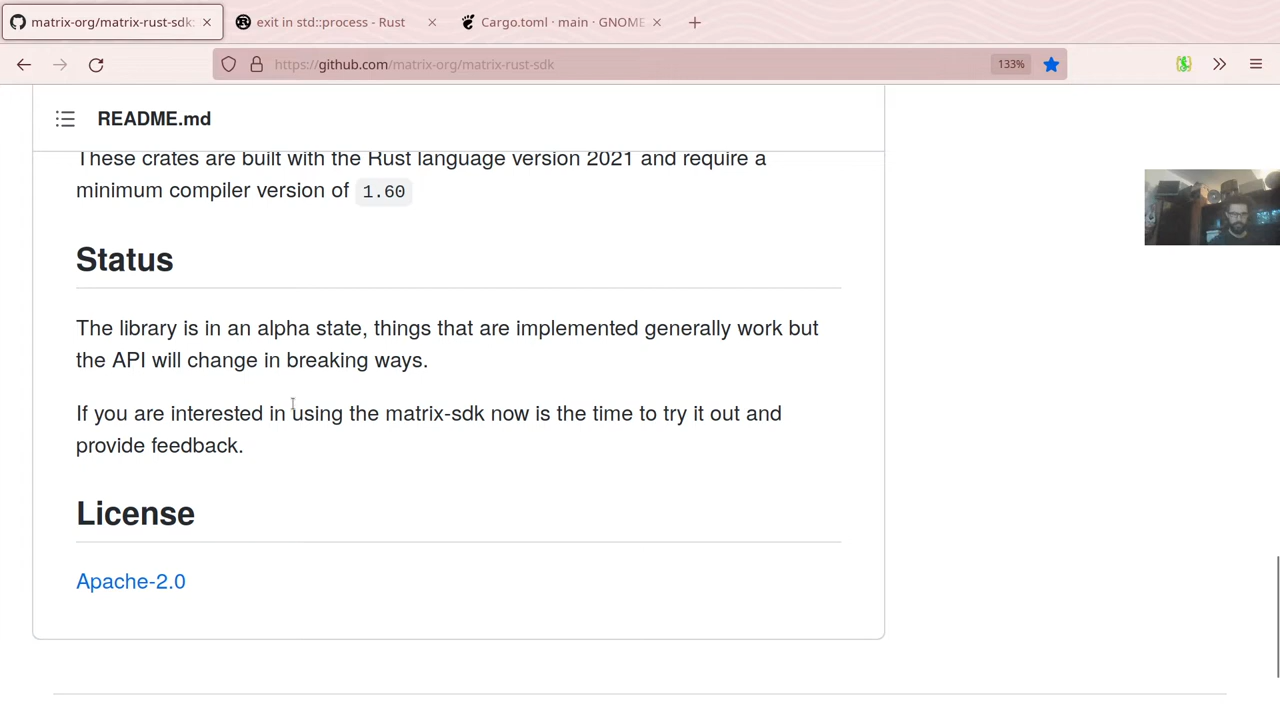 matrix-org/matrix-rust-sdk:
exit in std::process - Rust
Cargo.toml · main · GNOME
https://github.com/matrix-org/matrix-rust-sdk
133%
README.md
These crates are built with the Rust language version 2021 and require a
minimum compiler version of 1.60
Status
The library is in an alpha state, things that are implemented generally work but
the API will change in breaking ways.
If you are interested in using the matrix-sdk now is the time to try it out and
provide feedback.
License
Apache-2.0